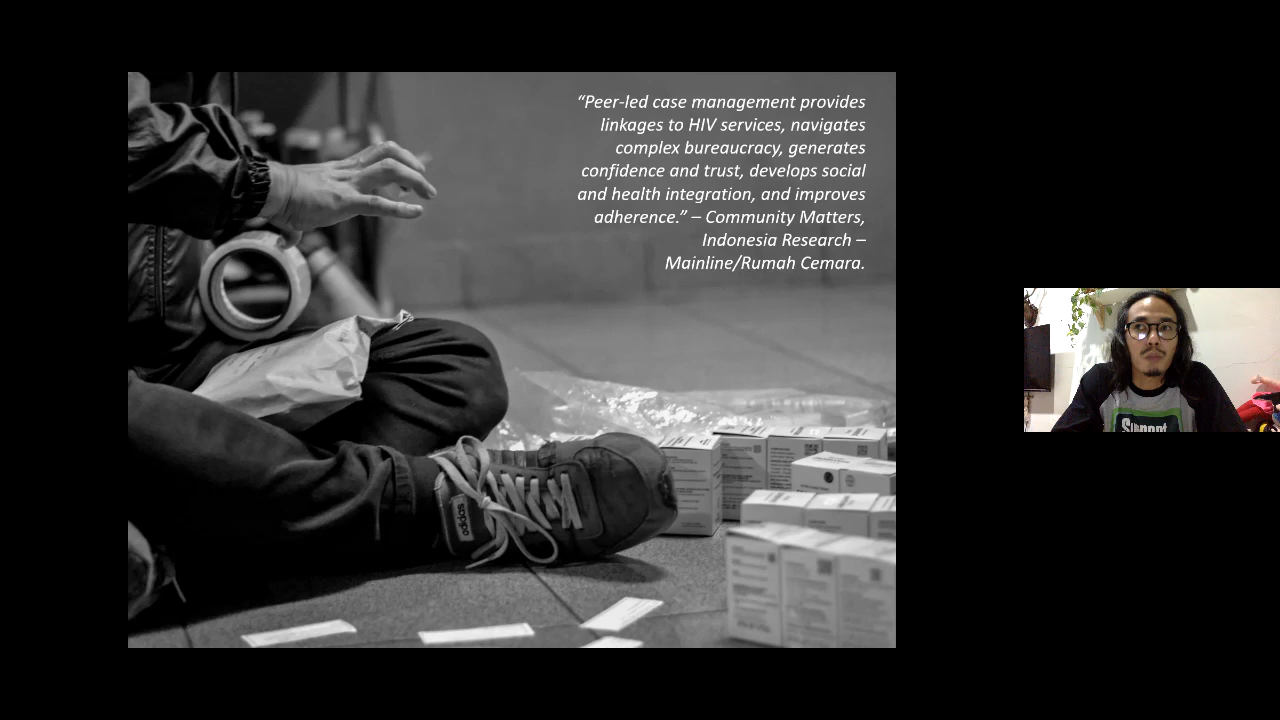 “Peer-led case management provides
linkages to HIV services, navigates
complex bureaucracy, generates
confidence and trust, develops social
and health integration, and improves
adherence.” – Community Matters,
Indonesia Research –
Mainline/Rumah Cemara.
adidas
Support